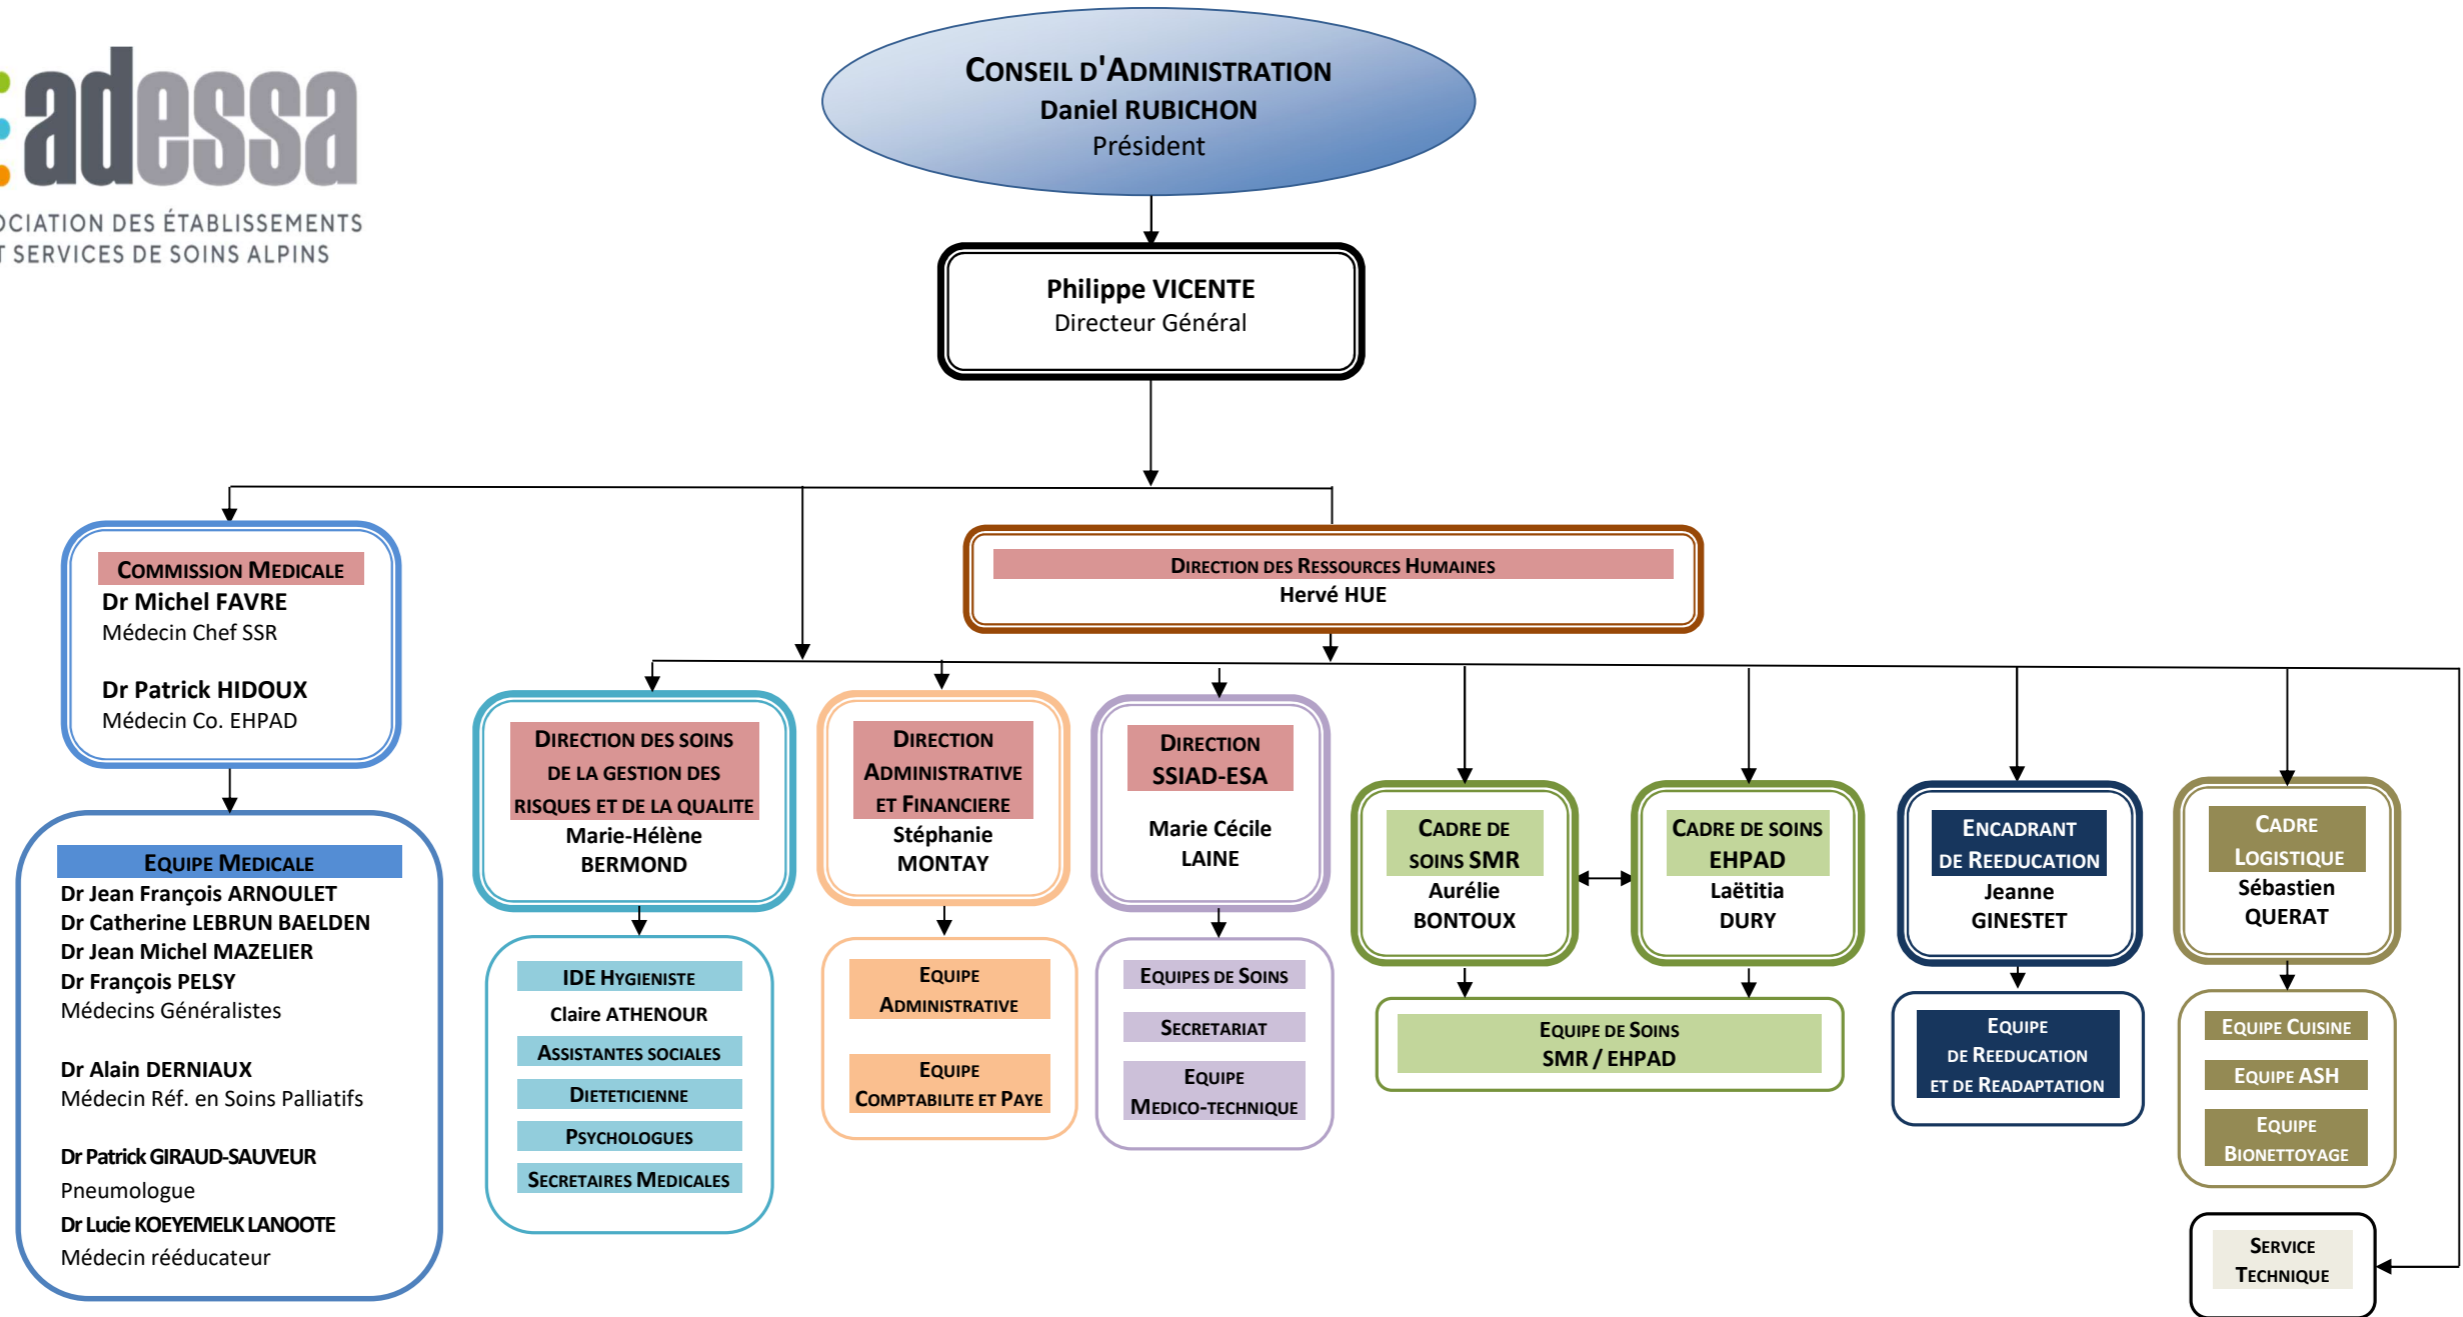 adessa
OCIATION DES ÉTABLISSEMENTS
T SERVICES DE SOINS ALPINS
CONSEIL D'ADMINISTRATION
Daniel RUBICHON
Président
Philippe VICENTE
Directeur Général
COMMISSION MEDICALE
Dr Michel FAVRE
Médecin Chef SSR
Dr Patrick HIDOUX
Médecin Co. EHPAD
EQUIPE MEDICALE
Dr Jean François ARNOULET
Dr Catherine LEBRUN BAELDEN
Dr Jean Michel MAZELIER
Dr François PELSY
Médecins Généralistes
Dr Alain DERNIAUX
Médecin Réf. en Soins Palliatifs
Dr Patrick GIRAUD-SAUVEUR
Pneumologue
Dr Lucie KOEYEMELK LANOOTE
Médecin rééducateur
DIRECTION DES RESSOURCES HUMAINES
Hervé HUE
DIRECTION DES SOINS
DE LA GESTION DES
RISQUES ET DE LA QUALITE
Marie-Hélène
BERMOND
IDE HYGIENISTE
Claire ATHENOUR
ASSISTANTES SOCIALES
DIETETICIENNE
PSYCHOLOGUES
SECRETAIRES MEDICALES
DIRECTION
ADMINISTRATIVE
ET FINANCIERE
Stéphanie
MONTAY
EQUIPE
ADMINISTRATIVE
EQUIPE
COMPTABILITE ET PAYE
DIRECTION
SSIAD-ESA
Marie Cécile
LAINE
EQUIPES DE SOINS
SECRETARIAT
EQUIPE
MEDICO-TECHNIQUE
CADRE DE
SOINS SMR
Aurélie
BONTOUX
CADRE DE SOINS
EHPAD
Laëtitia
DURY
EQUIPE DE SOINS
SMR / EHPAD
ENCADRANT
DE REEDUCATION
Jeanne
GINESTET
EQUIPE
DE REEDUCATION
ET DE READAPTATION
CADRE
LOGISTIQUE
Sébastien
QUERAT
EQUIPE CUISINE
EQUIPE ASH
EQUIPE
BIONETTOYAGE
SERVICE
TECHNIQUE